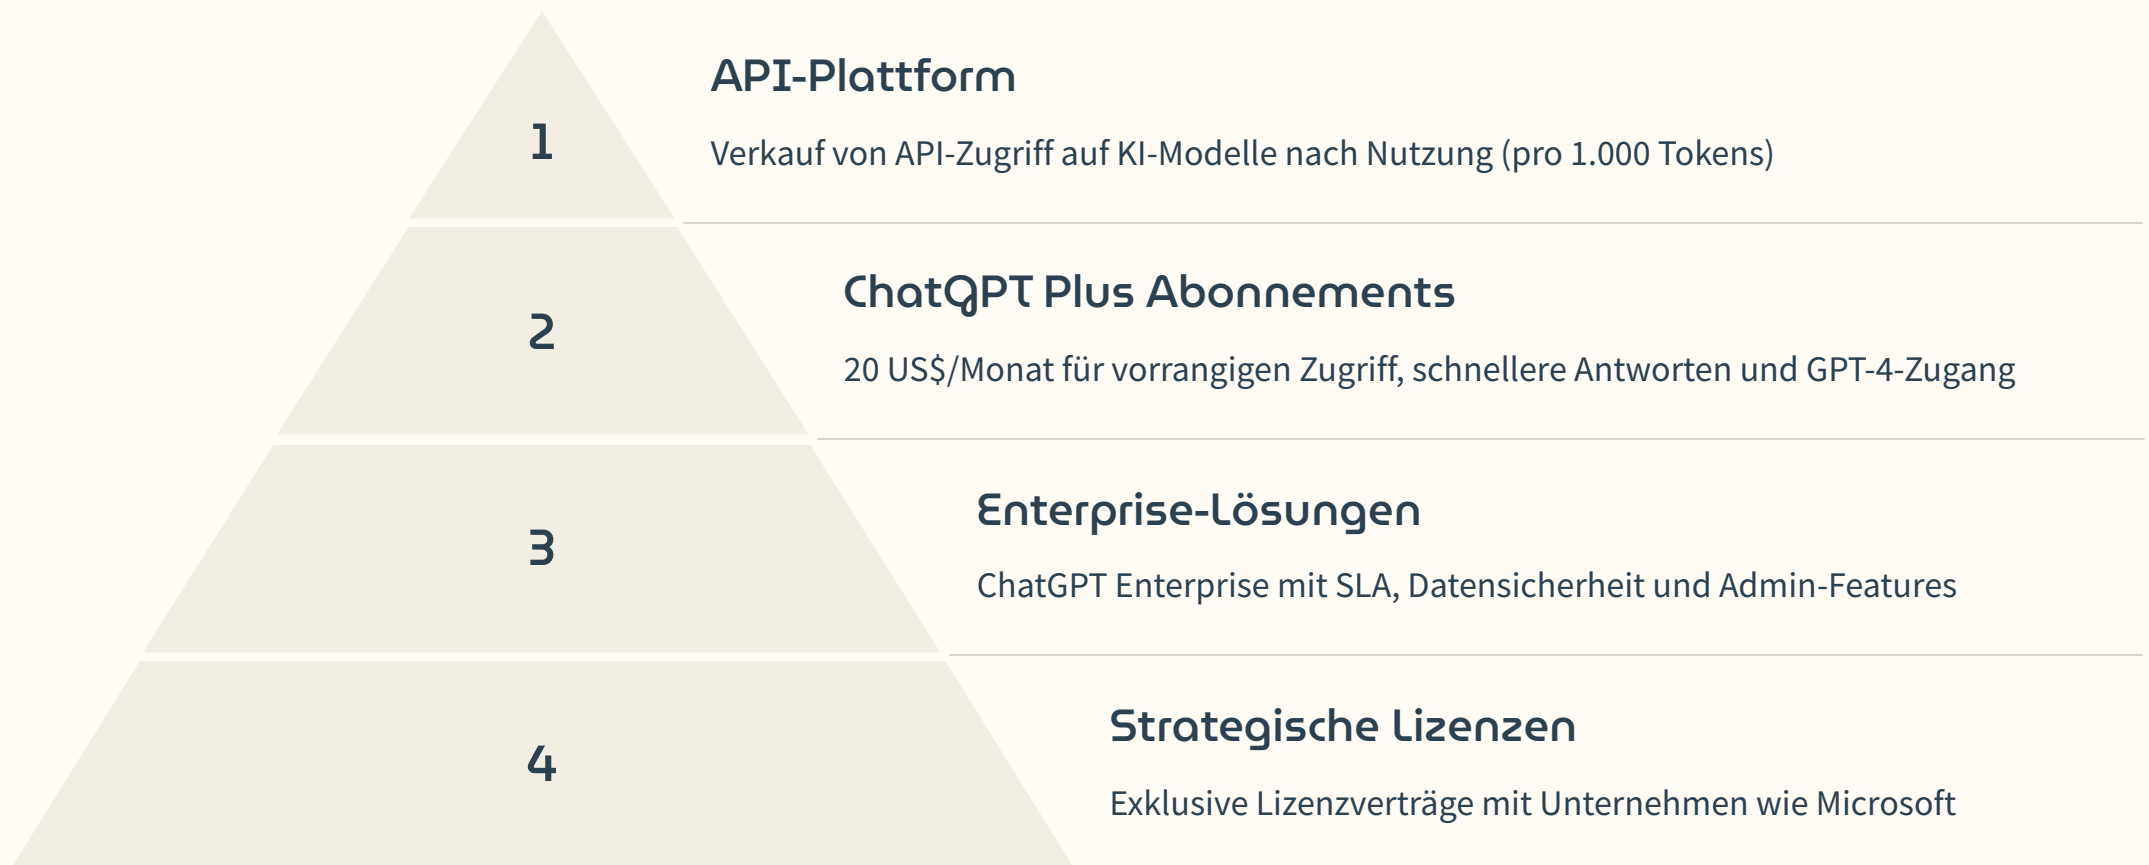 1
API-Plattform
Verkauf von API-Zugriff auf KI-Modelle nach Nutzung (pro 1.000 Tokens)
2
ChatGPT Plus Abonnements
20 US$/Monat für vorrangigen Zugriff, schnellere Antworten und GPT-4-Zugang
3
Enterprise-Lösungen
ChatGPT Enterprise mit SLA, Datensicherheit und Admin-Features
4
Strategische Lizenzen
Exklusive Lizenzverträge mit Unternehmen wie Microsoft